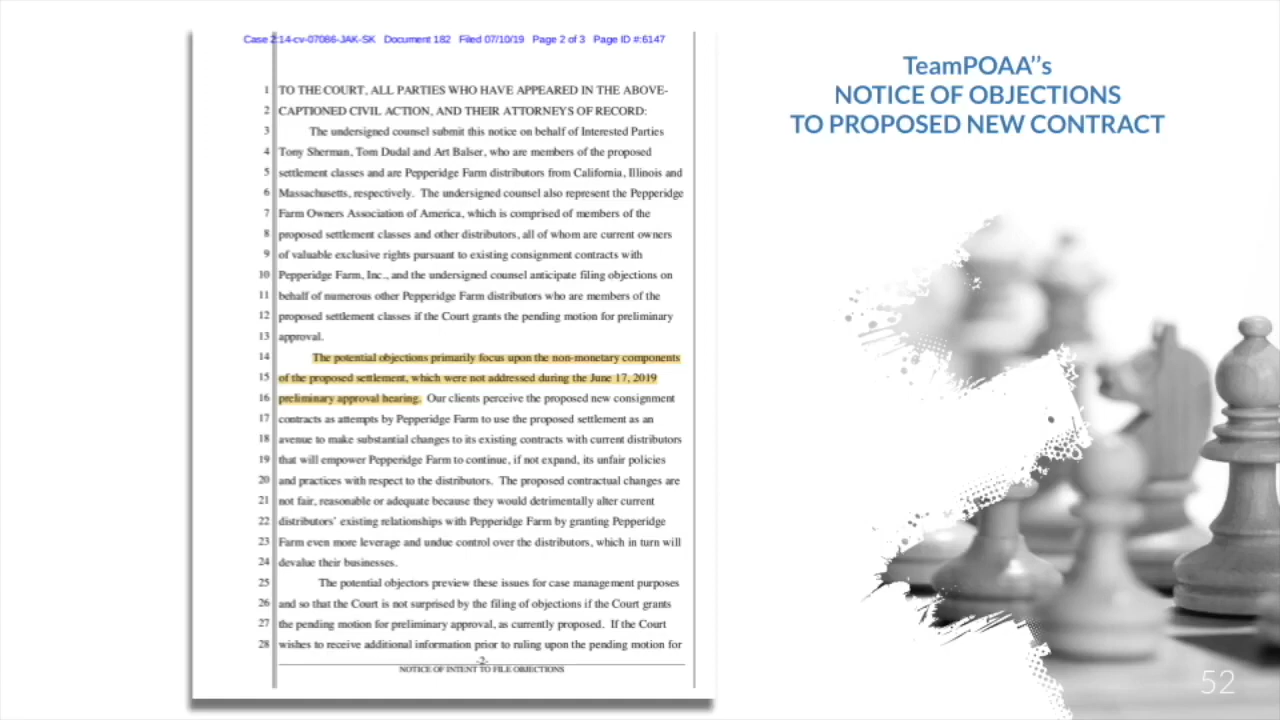 Case 2:14-cv-07086-JAK-SK Document 182 Filed 07/10/19 Page 2 of 3 Page ID #:6147
1 TO THE COURT, ALL PARTIES WHO HAVE APPEARED IN THE ABOVE-
2 CAPTIONED CIVIL ACTION, AND THEIR ATTORNEYS OF RECORD:
3 The undersigned counsel submit this notice on behalf of Interested Parties
4 Tony Sherman, Tom Dudal and Art Balser, who are members of the proposed
5 settlement classes and are Pepperidge Farm distributors from California, Illinois and
6 Massachusetts, respectively. The undersigned counsel also represent the Pepperidge
7 Farm Owners Association of America, which is comprised of members of the
8 proposed settlement classes and other distributors, all of whom are current owners
9 of valuable exclusive rights pursuant to existing consignment contracts with
10 Pepperidge Farm, Inc., and the undersigned counsel anticipate filing objections on
11 behalf of numerous other Pepperidge Farm distributors who are members of the
12 proposed settlement classes if the Court grants the pending motion for preliminary
13 approval.
14 The potential objections primarily focus upon the non-monetary components
15 of the proposed settlement, which were not addressed during the June 17, 2019
16 preliminary approval hearing. Our clients perceive the proposed new consignment
17 contracts as attempts by Pepperidge Farm to use the proposed settlement as an
18 avenue to make substantial changes to its existing contracts with current distributors
19 that will empower Pepperidge Farm to continue, if not expand, its unfair policies
20 and practices with respect to the distributors. The proposed contractual changes are
21 not fair, reasonable or adequate because they would detrimentally alter current
22 distributors' existing relationships with Pepperidge Farm by granting Pepperidge
23 Farm even more leverage and undue control over the distributors, which in turn will
24 devalue their businesses.
25 The potential objectors preview these issues for case management purposes
26 and so that the Court is not surprised by the filing of objections if the Court grants
27 the pending motion for preliminary approval, as currently proposed. If the Court
28 wishes to receive additional information prior to ruling upon the pending motion for
-2-
NOTICE OF INTENT TO FILE OBJECTIONS
TeamPOAA''s
NOTICE OF OBJECTIONS
TO PROPOSED NEW CONTRACT
52